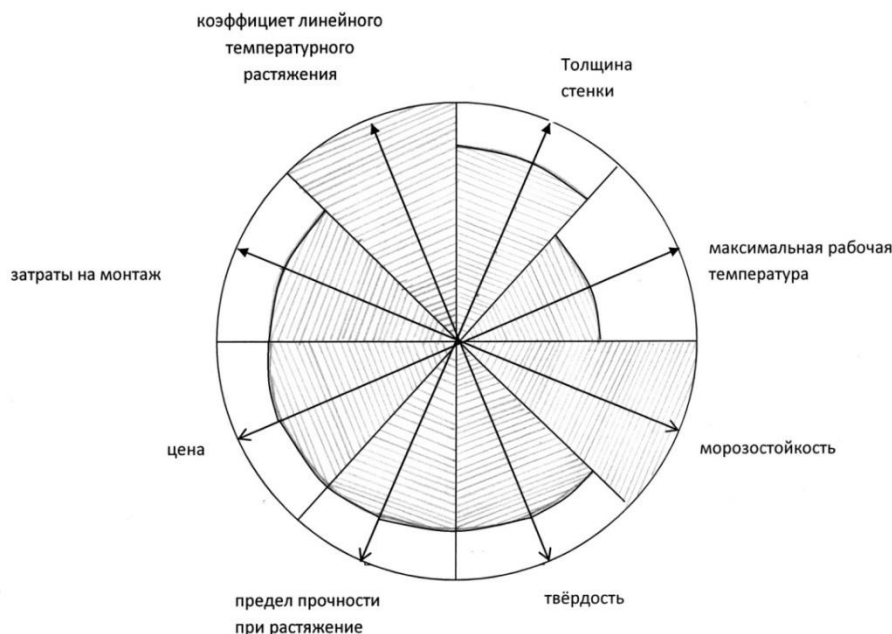 коэффициет линейного
температурного
растяжения
Толщина
стенки
максимальная рабочая
температура
затраты на монтаж
цена
морозостойкость
предел прочности
при растяжение
твёрдость